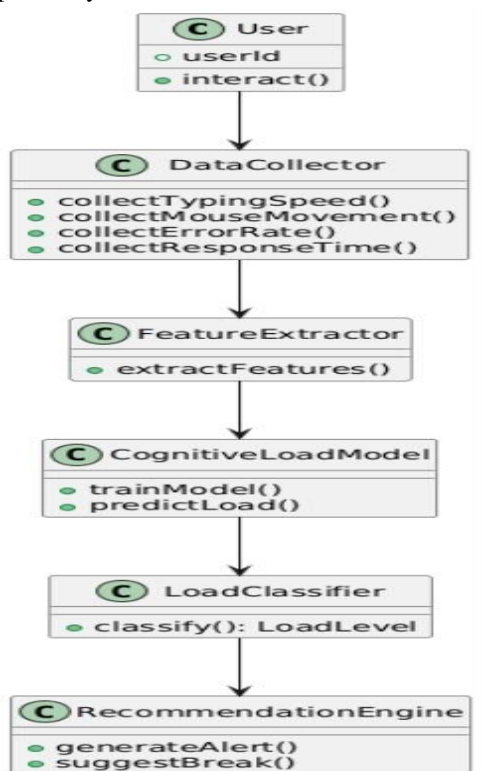 C User
userId
interact()
C DataCollector
collectTypingSpeed()
collectMouseMovement()
collectErrorRate()
collectResponseTime()
C FeatureExtractor
extractFeatures()
C CognitiveLoadModel
trainModel()
predictLoad()
C LoadClassifier
classify(): LoadLevel
C RecommendationEngine
generateAlert()
suggestBreak()